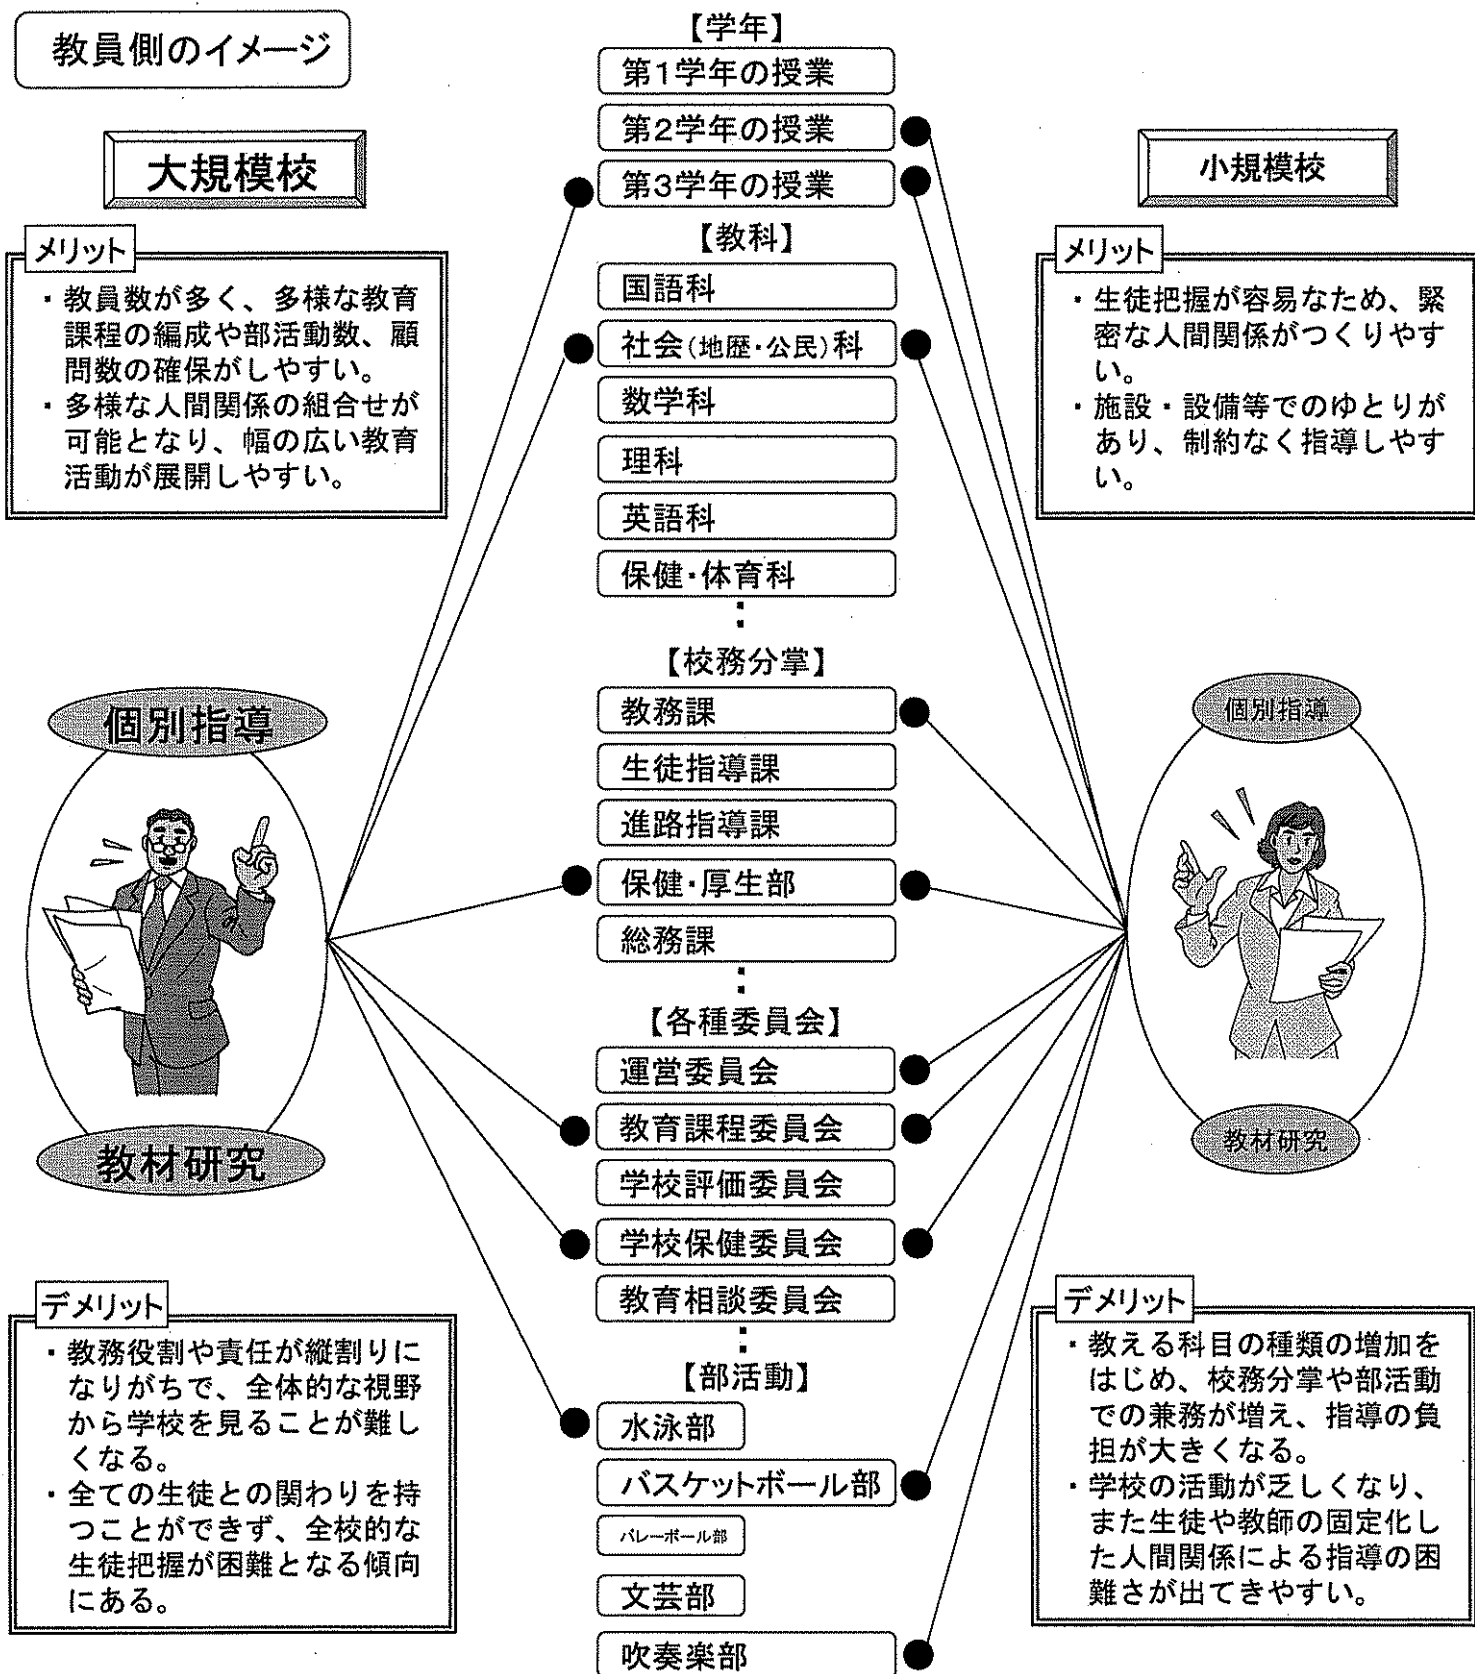 教員側のイメージ
大規模校
メリット
・教員数が多く、多様な教育
課程の編成や部活動数、顧
問数の確保がしやすい。
・多様な人間関係の組合せが
可能となり、幅の広い教育
活動が展開しやすい。
個別指導
教材研究
デメリット
・教務役割や責任が縦割りに
なりがちで、全体的な視野
から学校を見ることが難し
くなる。
・全ての生徒との関わりを持
つことができず、全校的な
生徒把握が困難となる傾向
にある。
【学年】
第1学年の授業
第2学年の授業
第3学年の授業
【教科】
国語科
社会(地歴・公民)科
数学科
理科
英語科
保健・体育科
【校務分掌】
教務課
生徒指導課
進路指導課
保健・厚生部
総務課
【各種委員会】
運営委員会
教育課程委員会
学校評価委員会
学校保健委員会
教育相談委員会
【部活動】
水泳部
バスケットボール部
バレーボール部
文芸部
吹奏楽部
小規模校
メリット
・生徒把握が容易なため、緊
密な人間関係がつくりやす
い。
・施設・設備等でのゆとりが
あり、制約なく指導しやす
い。
個別指導
教材研究
デメリット
・教える科目の種類の増加を
はじめ、校務分掌や部活動
での兼務が増え、指導の負
担が大きくなる。
・学校の活動が乏しくなり、
また生徒や教師の固定化し
た人間関係による指導の困
難さが出てきやすい。